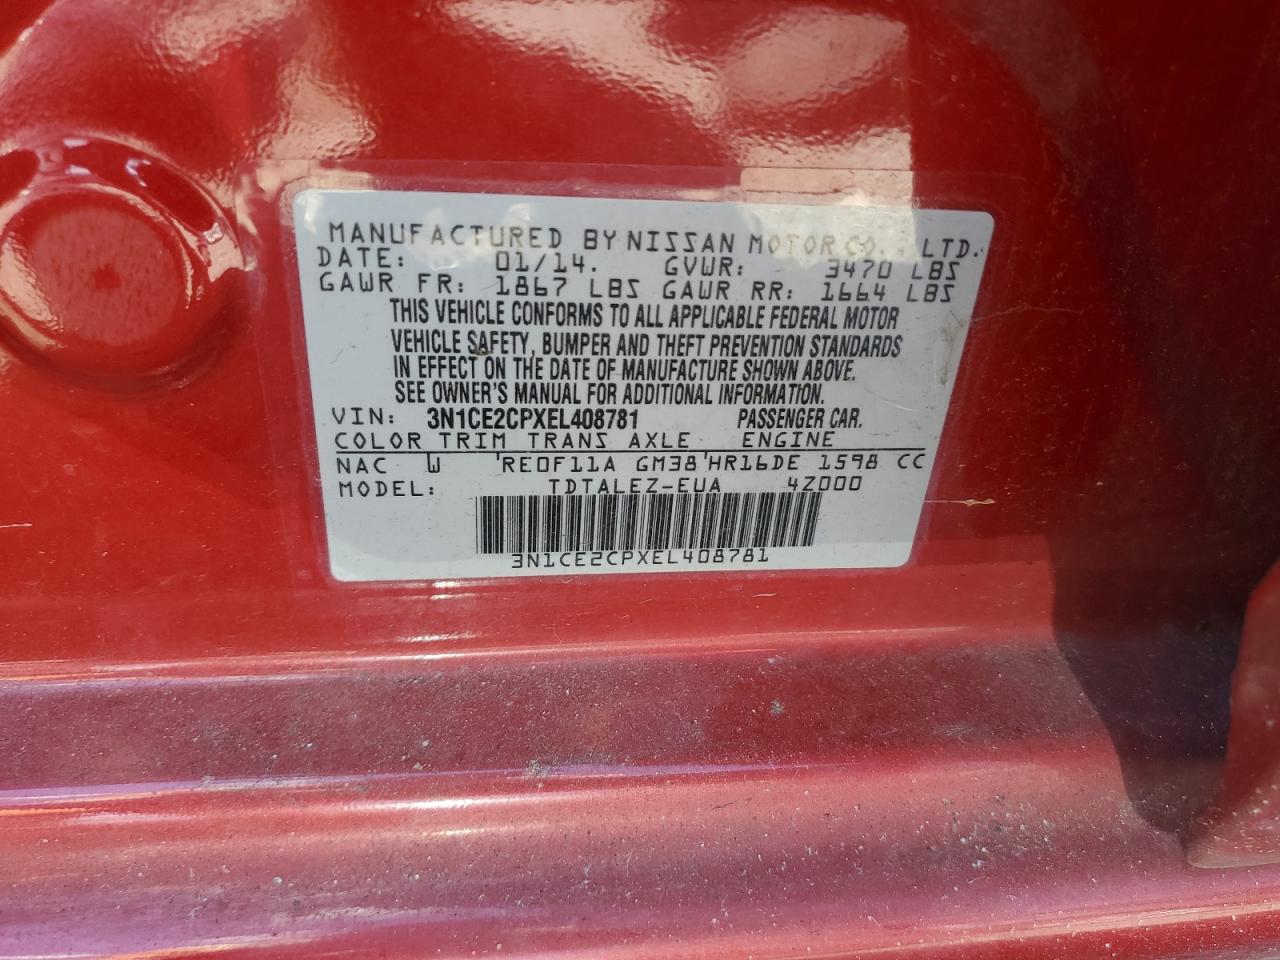 MANUFACTURED BY NISSAN MOTOR CO., LTD.
DATE: 01/14. GVWR: 3470 LBS
GAWR FR: 1867 LBS GAWR RR: 1664 LBS
THIS VEHICLE CONFORMS TO ALL APPLICABLE FEDERAL MOTOR
VEHICLE SAFETY, BUMPER AND THEFT PREVENTION STANDARDS
IN EFFECT ON THE DATE OF MANUFACTURE SHOWN ABOVE.
SEE OWNER'S MANUAL FOR ADDITIONAL INFORMATION.
VIN: 3N1CE2CPXEL408781 PASSENGER CAR.
COLOR TRIM TRANS AXLE ENGINE
NAC W RE0F11A GM38 HR16DE 1598 CC
MODEL: TDTALEZ-EUA 4Z000
3N1CE2CPXEL408781